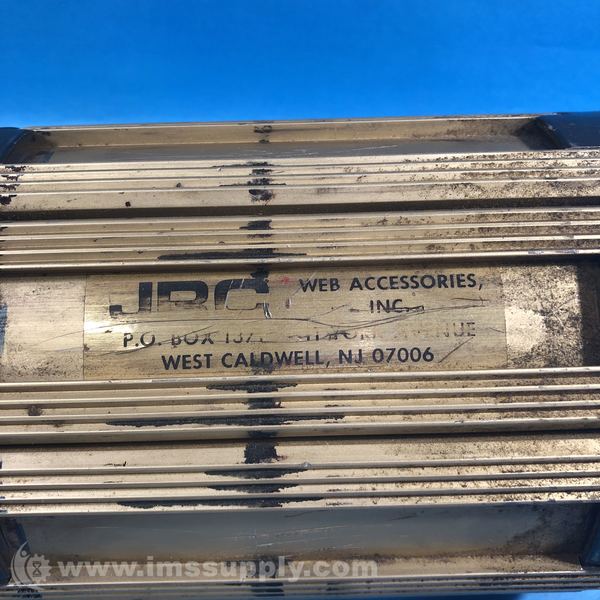 JRC WEB ACCESSORIES,
INC.
P.O. BOX
WEST CALDWELL, NJ 07006
www.imssupply.com